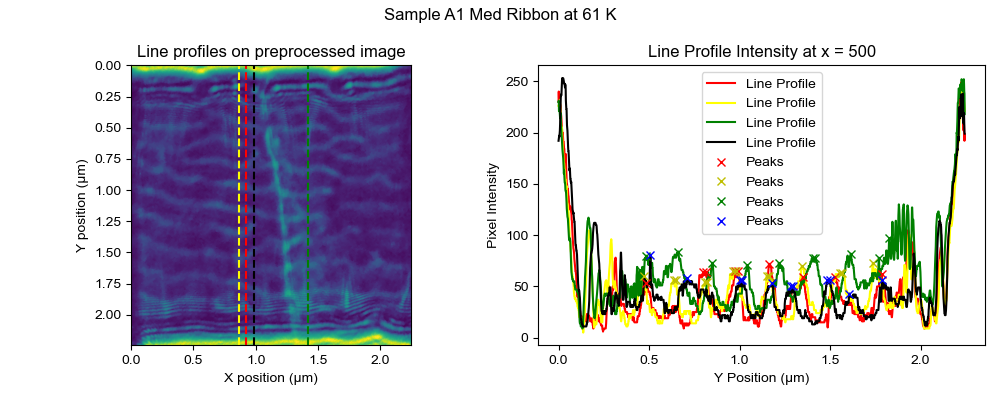 Sample A1 Med Ribbon at 61 K
Line profiles on preprocessed image
0.00
0.25
0.50
0.75
1.00
1.25
1.50
1.75
2.00
Y position (μm)
0.0 0.5 1.0 1.5 2.0
X position (μm)
Line Profile Intensity at x = 500
250
200
150
100
50
0
Pixel Intensity
Line Profile
Line Profile
Line Profile
Line Profile
Peaks
Peaks
Peaks
Peaks
0.0 0.5 1.0 1.5 2.0
Y Position (μm)